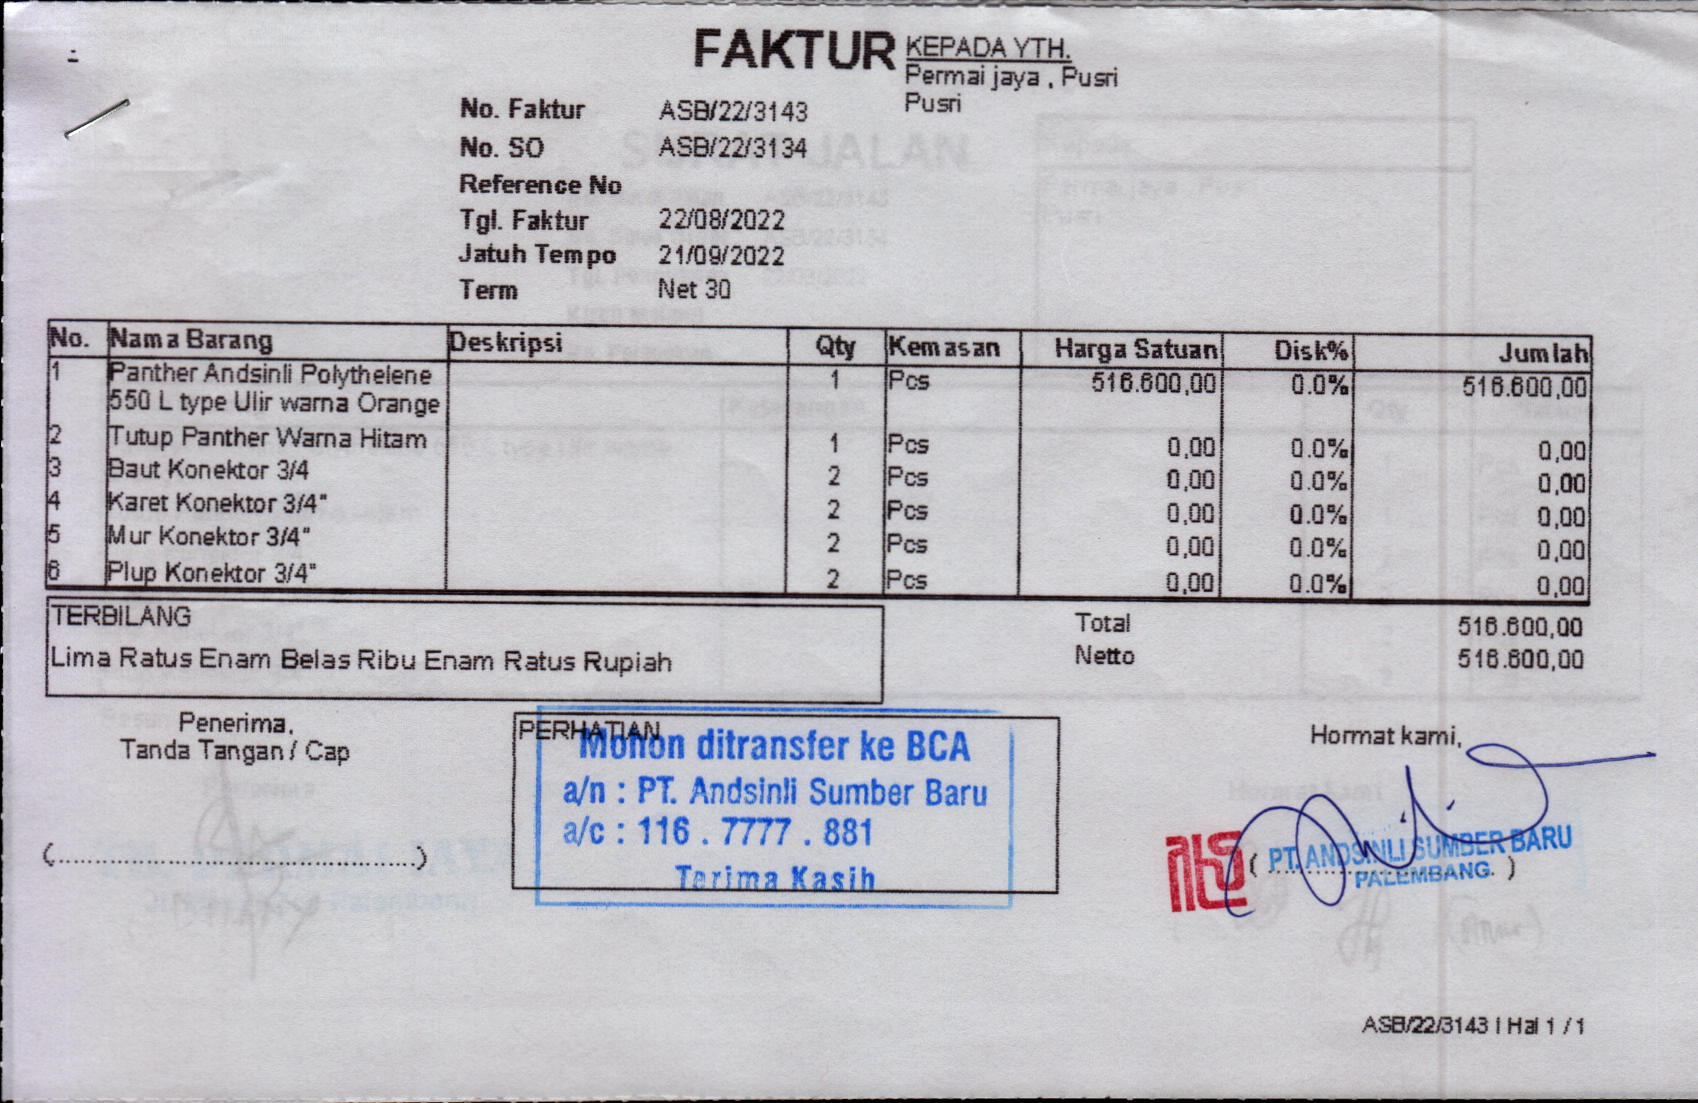 FAKTUR
KEPADA YTH.
Permai jaya , Pusri
Pusri
No. Faktur ASB/22/3143
No. SO ASB/22/3134
Reference No
Tgl. Faktur 22/08/2022
Jatuh Tempo 21/09/2022
Term Net 30
No. Nama Barang Deskripsi Qty Kemasan Harga Satuan Disk% Jumlah
1 Panther Andsinli Polythelene 1 Pcs 516.600,00 0.0% 516.600,00
550 L type Ulir warna Orange
2 Tutup Panther Warna Hitam 1 Pcs 0,00 0.0% 0,00
3 Baut Konektor 3/4 2 Pcs 0,00 0.0% 0,00
4 Karet Konektor 3/4" 2 Pcs 0,00 0.0% 0,00
5 Mur Konektor 3/4" 2 Pcs 0,00 0.0% 0,00
6 Plup Konektor 3/4" 2 Pcs 0,00 0.0% 0,00
TERBILANG
Lima Ratus Enam Belas Ribu Enam Ratus Rupiah
Total 516.600,00
Netto 516.600,00
Penerima,
Tanda Tangan / Cap
PERHATIAN
Mohon ditransfer ke BCA
a/n : PT. Andsinli Sumber Baru
a/c : 116 . 7777 . 881
Terima Kasih
Hormat kami,
PT. ANDSINLI SUMBER BARU
PALEMBANG
ASB/22/3143 | Hal 1 / 1